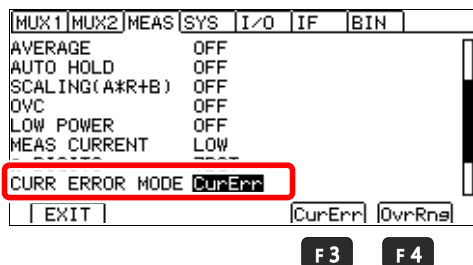 MUX1 MUX2 MEAS SYS I/O IF BIN
AVERAGE OFF
AUTO HOLD OFF
SCALING(A*R+B) OFF
OVC OFF
LOW POWER OFF
MEAS CURRENT LOW
CURR ERROR MODE CurErr
EXIT CurErr OvrRng
F3 F4